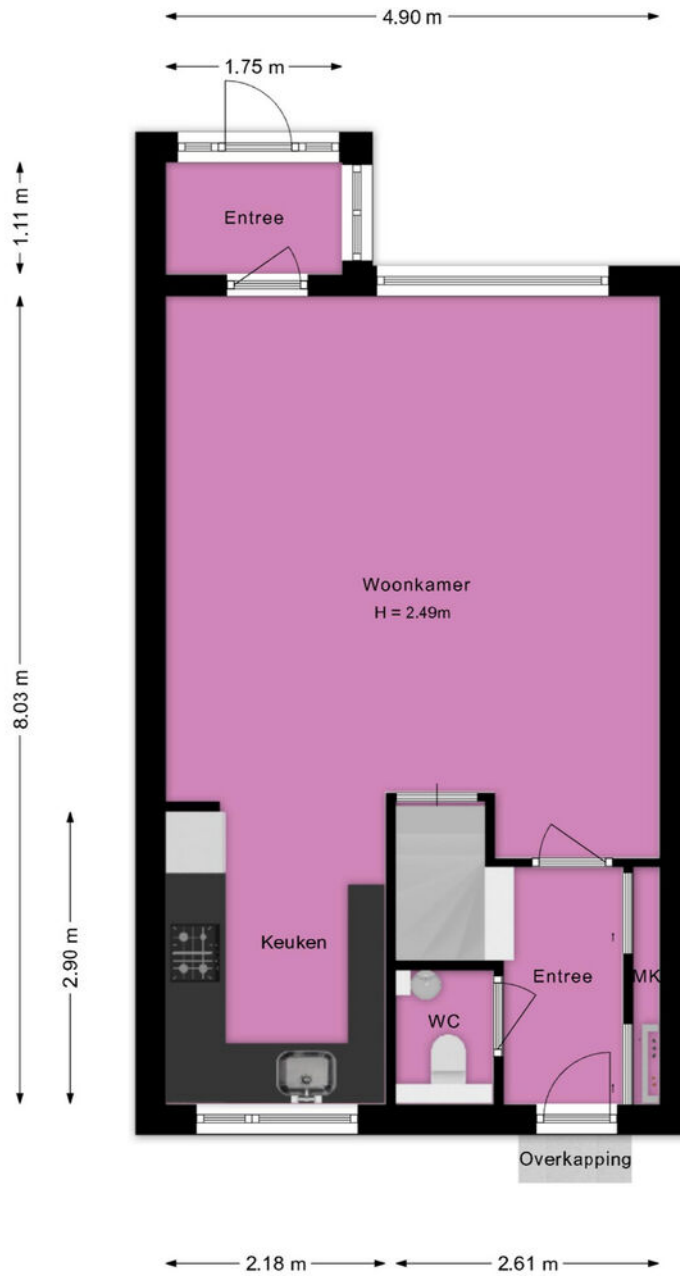 4.90 m
1.75 m
1.11 m
Entree
8.03 m
Woonkamer
H = 2.49m
2.90 m
Keuken
Entree
MK
WC
Overkapping
2.18 m
2.61 m